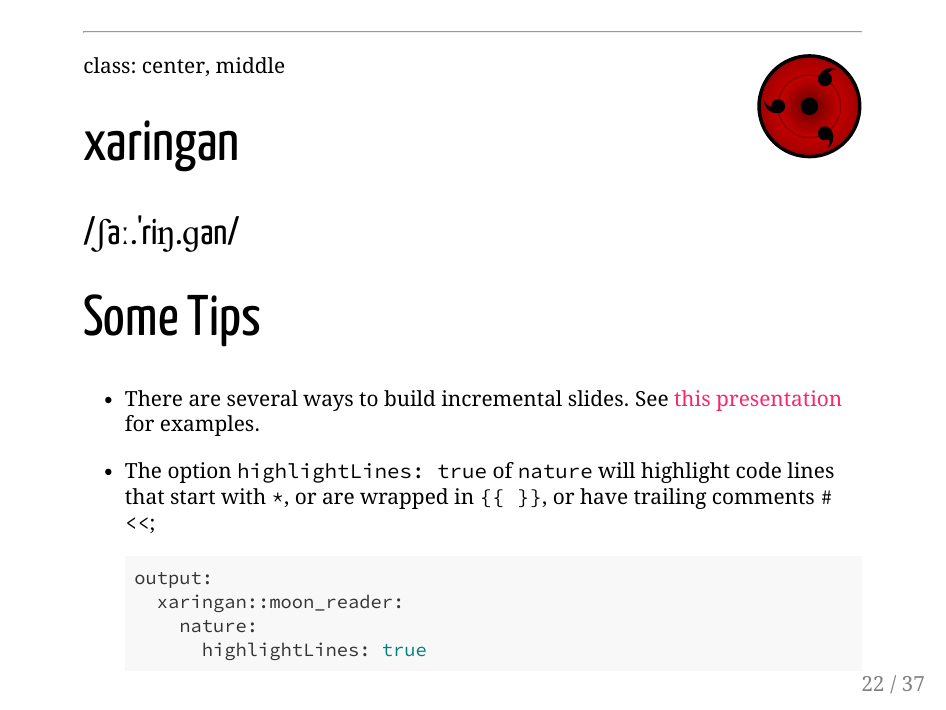 class: center, middle
xaringan
/ʃaː.'riŋ.ɡan/
Some Tips
• There are several ways to build incremental slides. See this presentation
for examples.
• The option highlightLines: true of nature will highlight code lines
that start with *, or are wrapped in {{ }}, or have trailing comments #
<<;
output:
  xaringan::moon_reader:
    nature:
      highlightLines: true
22 / 37